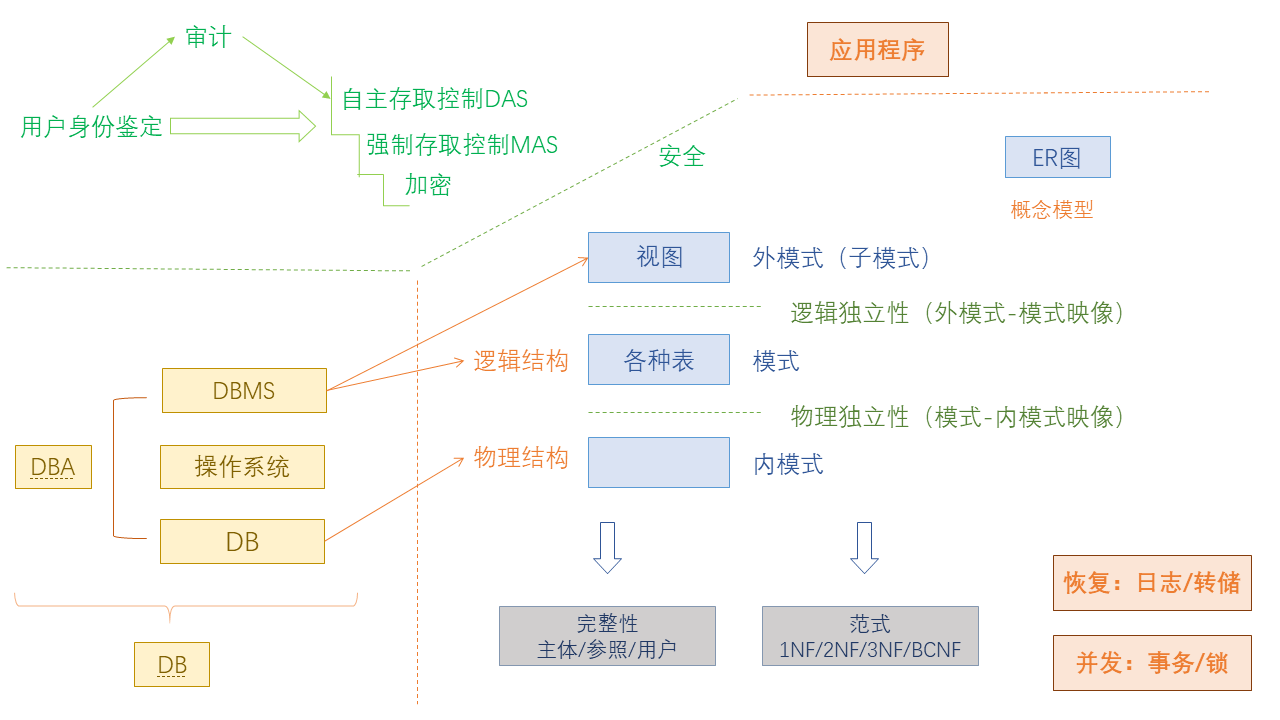 审计
应用程序
自主存取控制DAS
用户身份鉴定
强制存取控制MAS
安全
ER图
加密
概念模型
视图
外模式（子模式）
逻辑独立性（外模式-模式映像）
逻辑结构
各种表
模式
DBMS
物理独立性（模式-内模式映像）
DBA
操作系统
物理结构
内模式
DB
恢复：日志/转储
完整性
主体/参照/用户
范式
1NF/2NF/3NF/BCNF
并发：事务/锁
DB